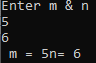 Enter m & n
5
6
 m = 5n= 6